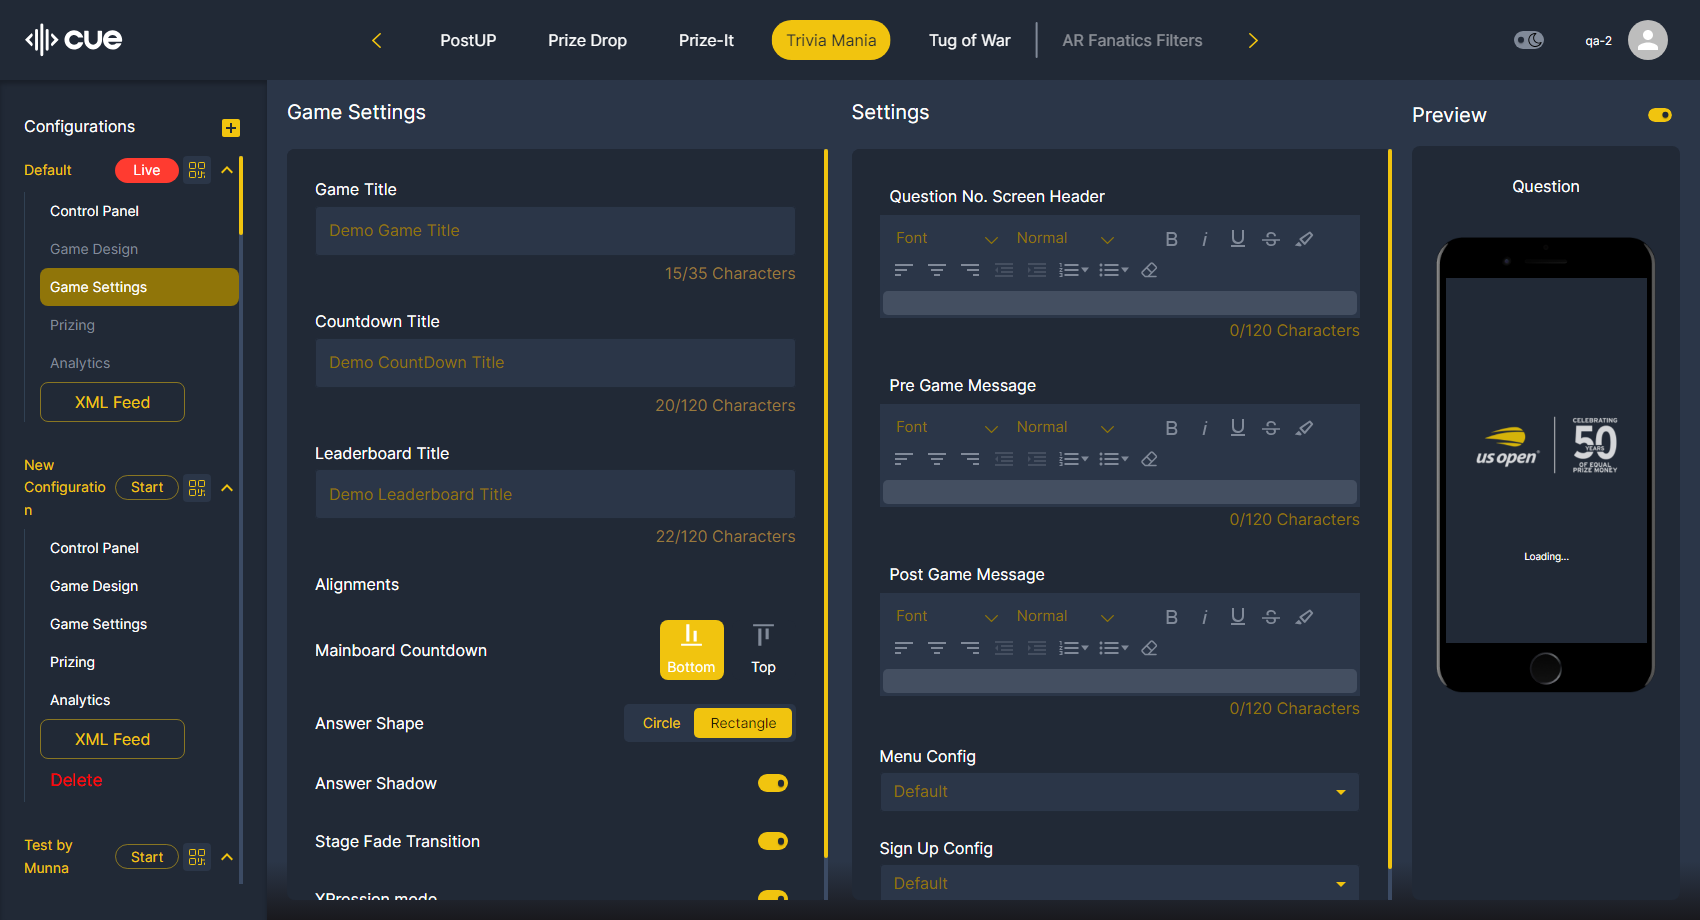 cue
PostUP
Prize Drop
Prize-It
Trivia Mania
Tug of War
AR Fanatics Filters
qa-2
Configurations
Default
Live
Control Panel
Game Design
Game Settings
Prizing
Analytics
XML Feed
New
Configuratio
n
Start
Control Panel
Game Design
Game Settings
Prizing
Analytics
XML Feed
Delete
Test by
Munna
Start
Game Settings
Game Title
Demo Game Title
15/35 Characters
Countdown Title
Demo CountDown Title
20/120 Characters
Leaderboard Title
Demo Leaderboard Title
22/120 Characters
Alignments
Mainboard Countdown
Bottom
Top
Answer Shape
Circle
Rectangle
Answer Shadow
Stage Fade Transition
XPression mode
Settings
Question No. Screen Header
Font
Normal
0/120 Characters
Pre Game Message
Font
Normal
0/120 Characters
Post Game Message
Font
Normal
0/120 Characters
Menu Config
Default
Sign Up Config
Default
Preview
Question
us open
CELEBRATING
50
YEARS
OF EQUAL
PRIZE MONEY
Loading...